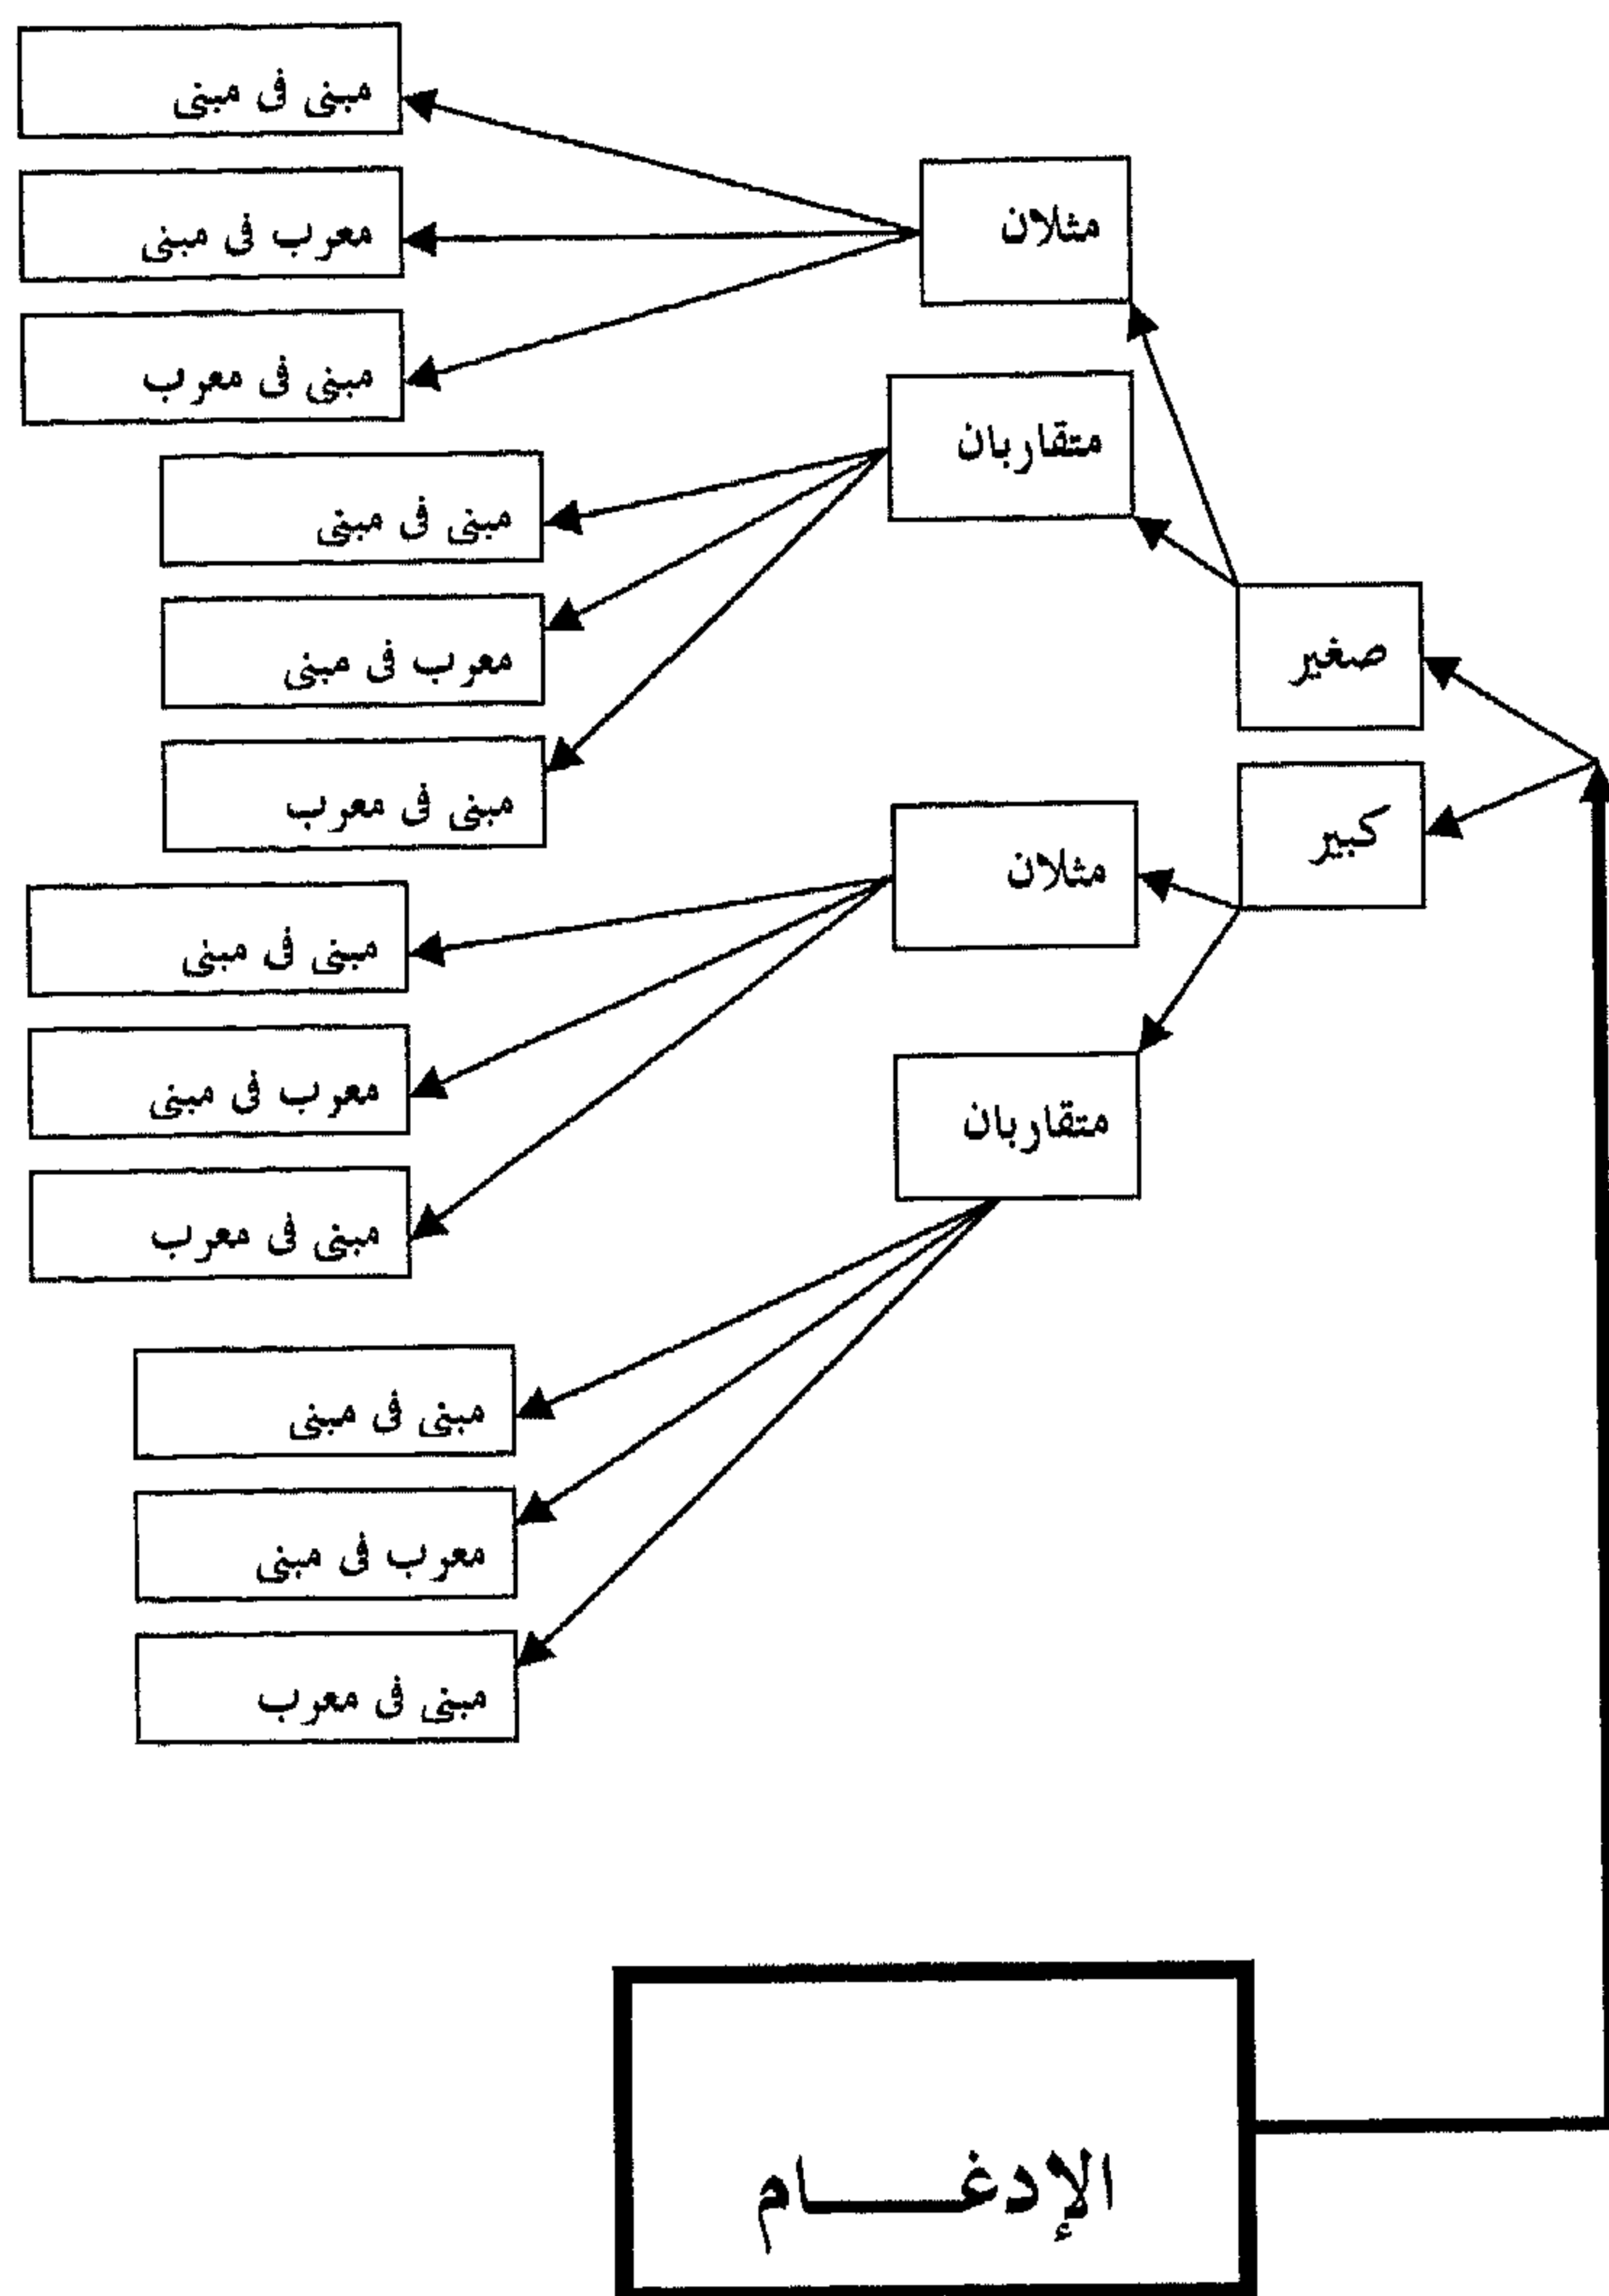 مبنى فى مبنى
معرب فى مبنى
مبنى فى معرب
مثلان
متقاربان
مبنى فى مبنى
معرب فى مبنى
مبنى فى معرب
صغير
كبير
مثلان
مبنى فى مبنى
معرب فى مبنى
مبنى فى معرب
متقاربان
مبنى فى مبنى
معرب فى مبنى
مبنى فى معرب
الإدغـــــام